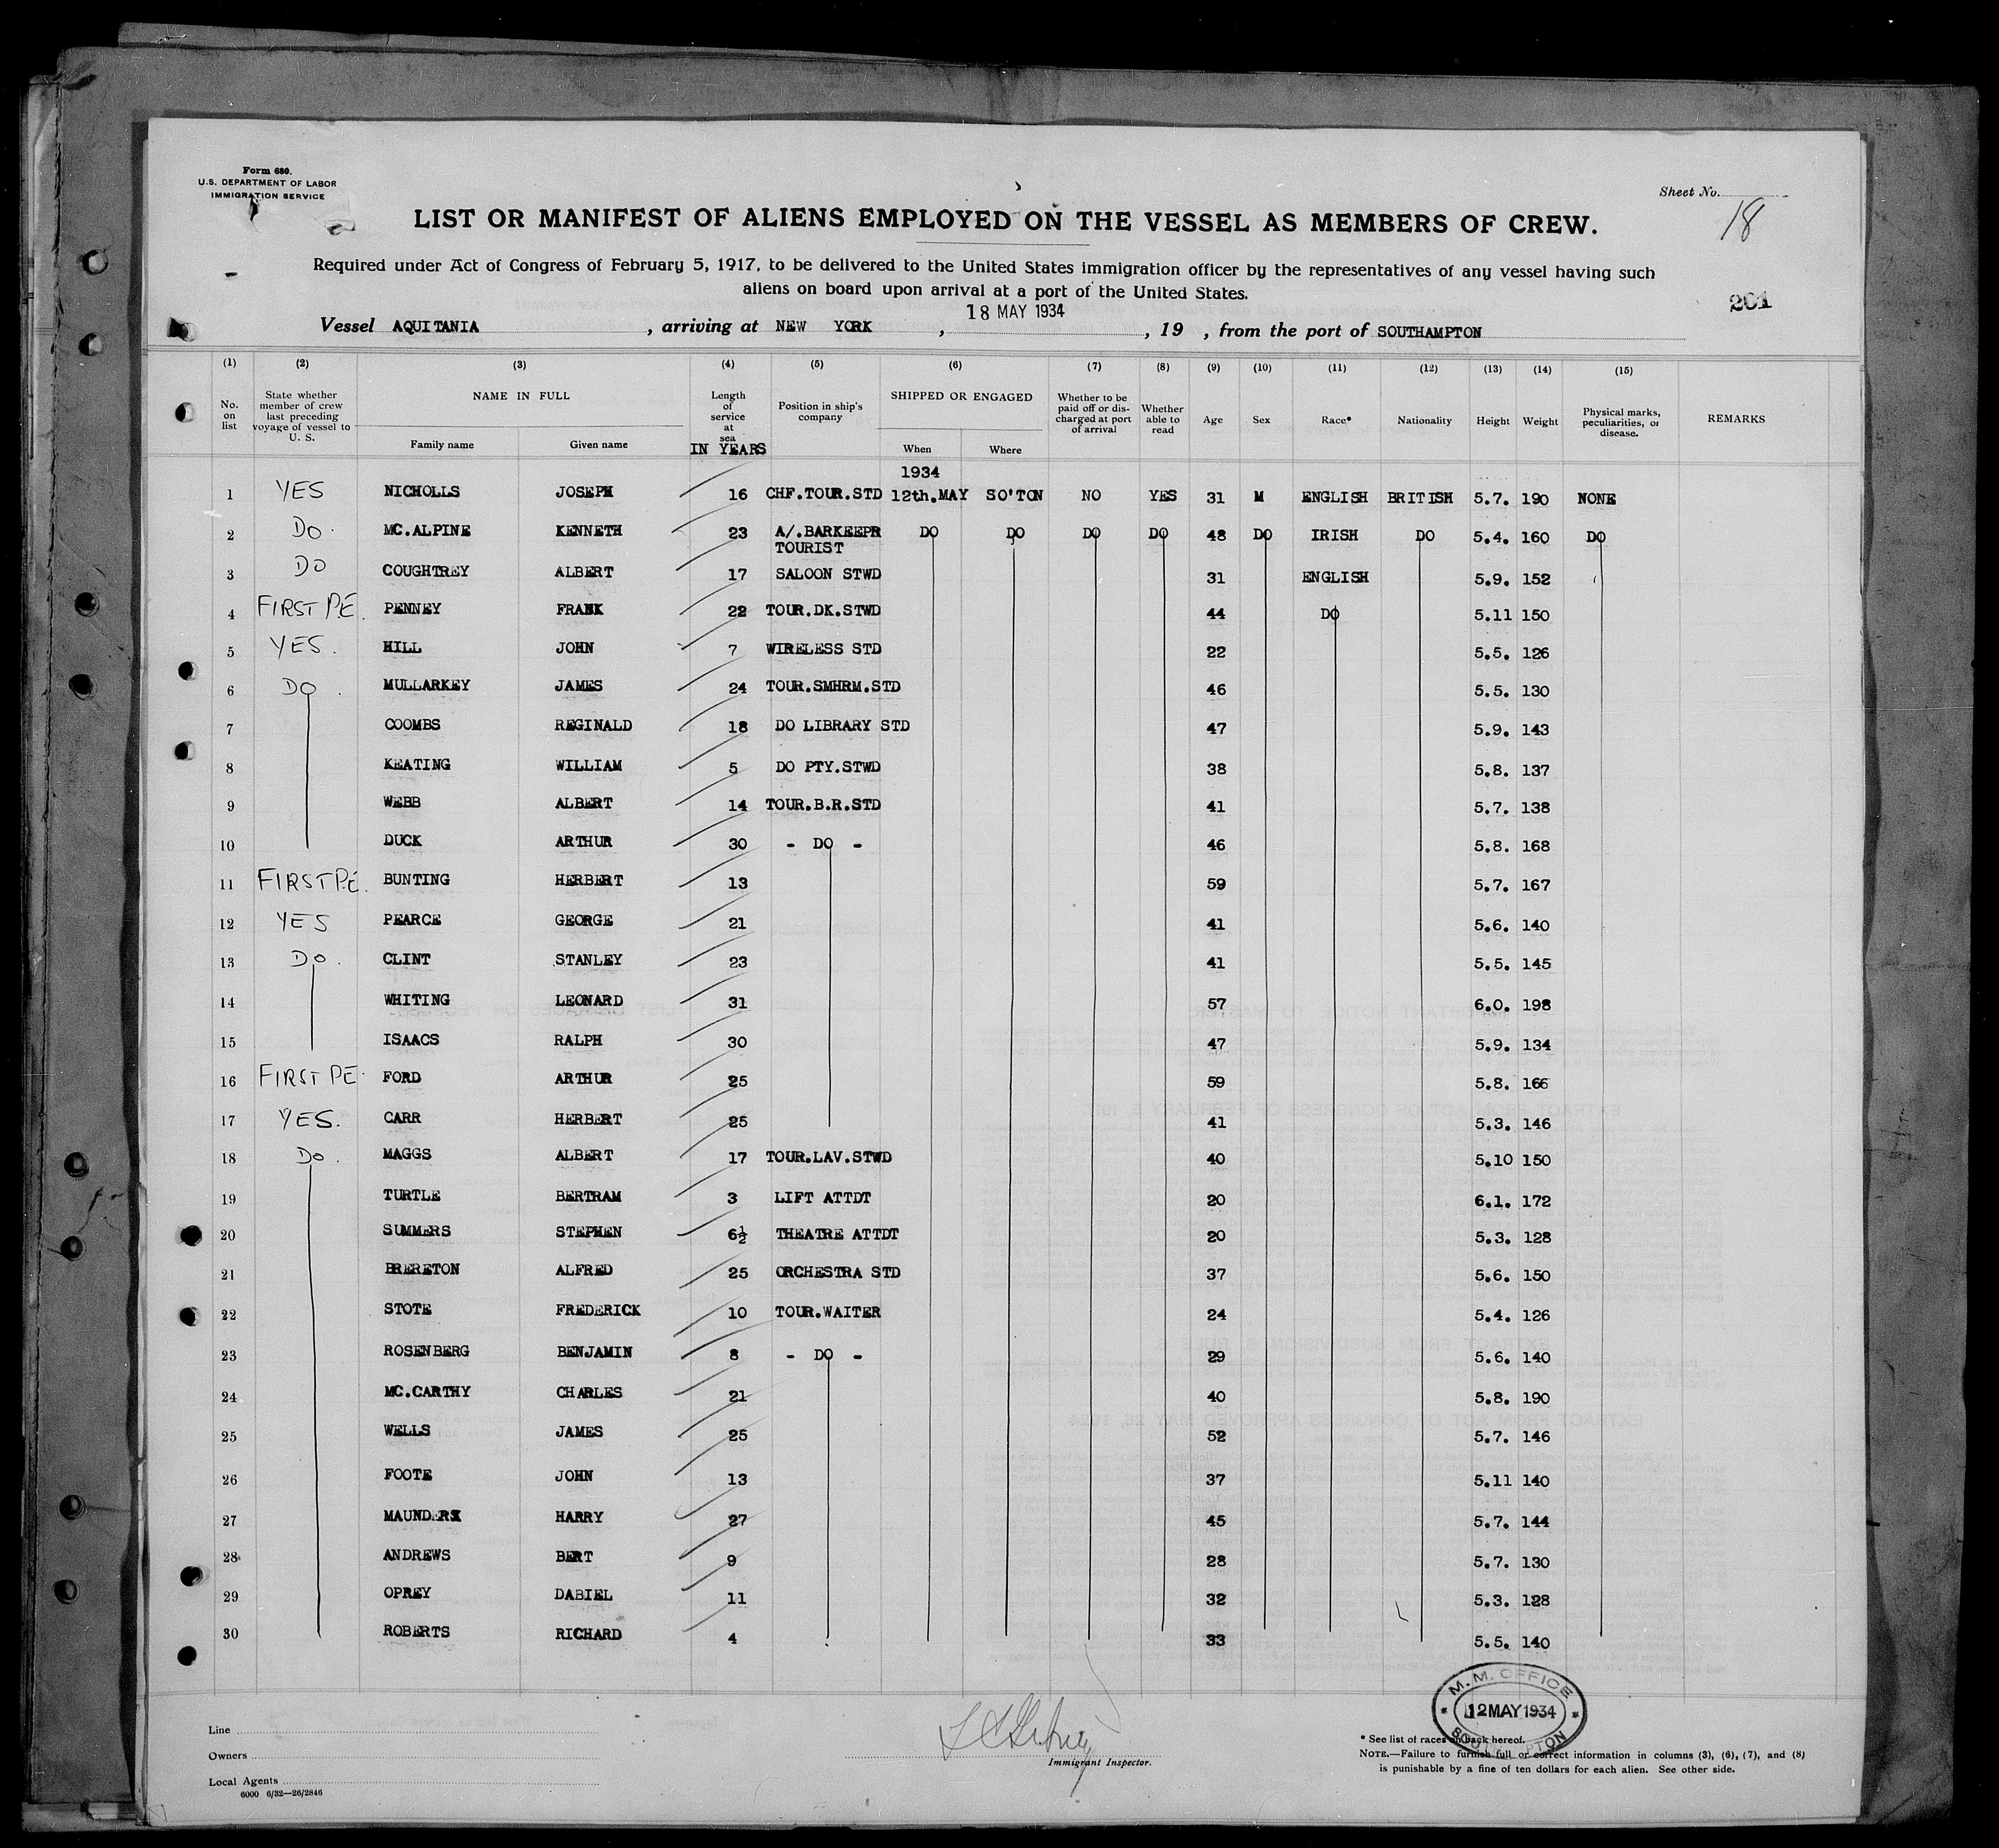 Form 680.
U.S. DEPARTMENT OF LABOR
IMMIGRATION SERVICE
Sheet No.
18
LIST OR MANIFEST OF ALIENS EMPLOYED ON THE VESSEL AS MEMBERS OF CREW.
Required under Act of Congress of February 5, 1917, to be delivered to the United States immigration officer by the representatives of any vessel having such
aliens on board upon arrival at a port of the United States.
201
Vessel AQUITANIA , arriving at NEW YORK , 18 MAY 1934 , 19 , from the port of SOUTHAMPTON
(1) (2) (3) (4) (5) (6) (7) (8) (9) (10) (11) (12) (13) (14) (15)
No. on list State whether member of crew last preceding voyage of vessel to U. S. NAME IN FULL Family name Given name Length of service at sea IN YEARS Position in ship's company SHIPPED OR ENGAGED When Where Whether to be paid off or discharged at port of arrival Whether able to read Age Sex Race* Nationality Height Weight Physical marks, peculiarities, or disease. REMARKS
1934
1 YES NICHOLLS JOSEPH 16 CHF.TOUR.STD 12th.MAY SO'TON NO YES 31 M ENGLISH BRITISH 5.7. 190 NONE
2 DO. MC.ALPINE KENNETH 23 A/.BARKEEPR DO DO DO DO 48 DO IRISH DO 5.4. 160 DO
TOURIST
3 DO COUGHTREY ALBERT 17 SALOON STWD 31 ENGLISH 5.9. 152
4 FIRST P.E. PENNEY FRANK 22 TOUR.DK.STWD 44 DO 5.11 150
5 YES. HILL JOHN 7 WIRELESS STD 22 5.5. 126
6 DO. MULLARKEY JAMES 24 TOUR.SMHRM.STD 46 5.5. 130
7 COOMBS REGINALD 18 DO LIBRARY STD 47 5.9. 143
8 KEATING WILLIAM 5 DO PTY.STWD 38 5.8. 137
9 WEBB ALBERT 14 TOUR.B.R.STD 41 5.7. 138
10 DUCK ARTHUR 30 - DO - 46 5.8. 168
11 FIRST P.E. BUNTING HERBERT 13 59 5.7. 167
12 YES PEARCE GEORGE 21 41 5.6. 140
13 DO. CLINT STANLEY 23 41 5.5. 145
14 WHITING LEONARD 31 57 6.0. 198
15 ISAACS RALPH 30 47 5.9. 134
16 FIRST P.E. FORD ARTHUR 25 59 5.8. 166
17 YES. CARR HERBERT 25 41 5.3. 146
18 DO. MAGGS ALBERT 17 TOUR.LAV.STWD 40 5.10 150
19 TURTLE BERTRAM 3 LIFT ATTDT 20 6.1. 172
20 SUMMERS STEPHEN 6½ THEATRE ATTDT 20 5.3. 128
21 BRERETON ALFRED 25 ORCHESTRA STD 37 5.6. 150
22 STOTE FREDERICK 10 TOUR.WAITER 24 5.4. 126
23 ROSENBERG BENJAMIN 8 - DO - 29 5.6. 140
24 MC.CARTHY CHARLES 21 40 5.8. 190
25 WELLS JAMES 25 52 5.7. 146
26 FOOTE JOHN 13 37 5.11 140
27 MAUNDERS HARRY 27 45 5.7. 144
28 ANDREWS BERT 9 28 5.7. 130
29 OPREY DABIEL 11 32 5.3. 128
30 ROBERTS RICHARD 4 33 5.5. 140
M.M. OFFICE
12 MAY 1934
SOUTHAMPTON
Line
Owners
Local Agents
6000 6/32—26/2846
Immigrant Inspector.
* See list of races on back hereof.
NOTE.—Failure to furnish full or correct information in columns (3), (6), (7), and (8)
is punishable by a fine of ten dollars for each alien. See other side.